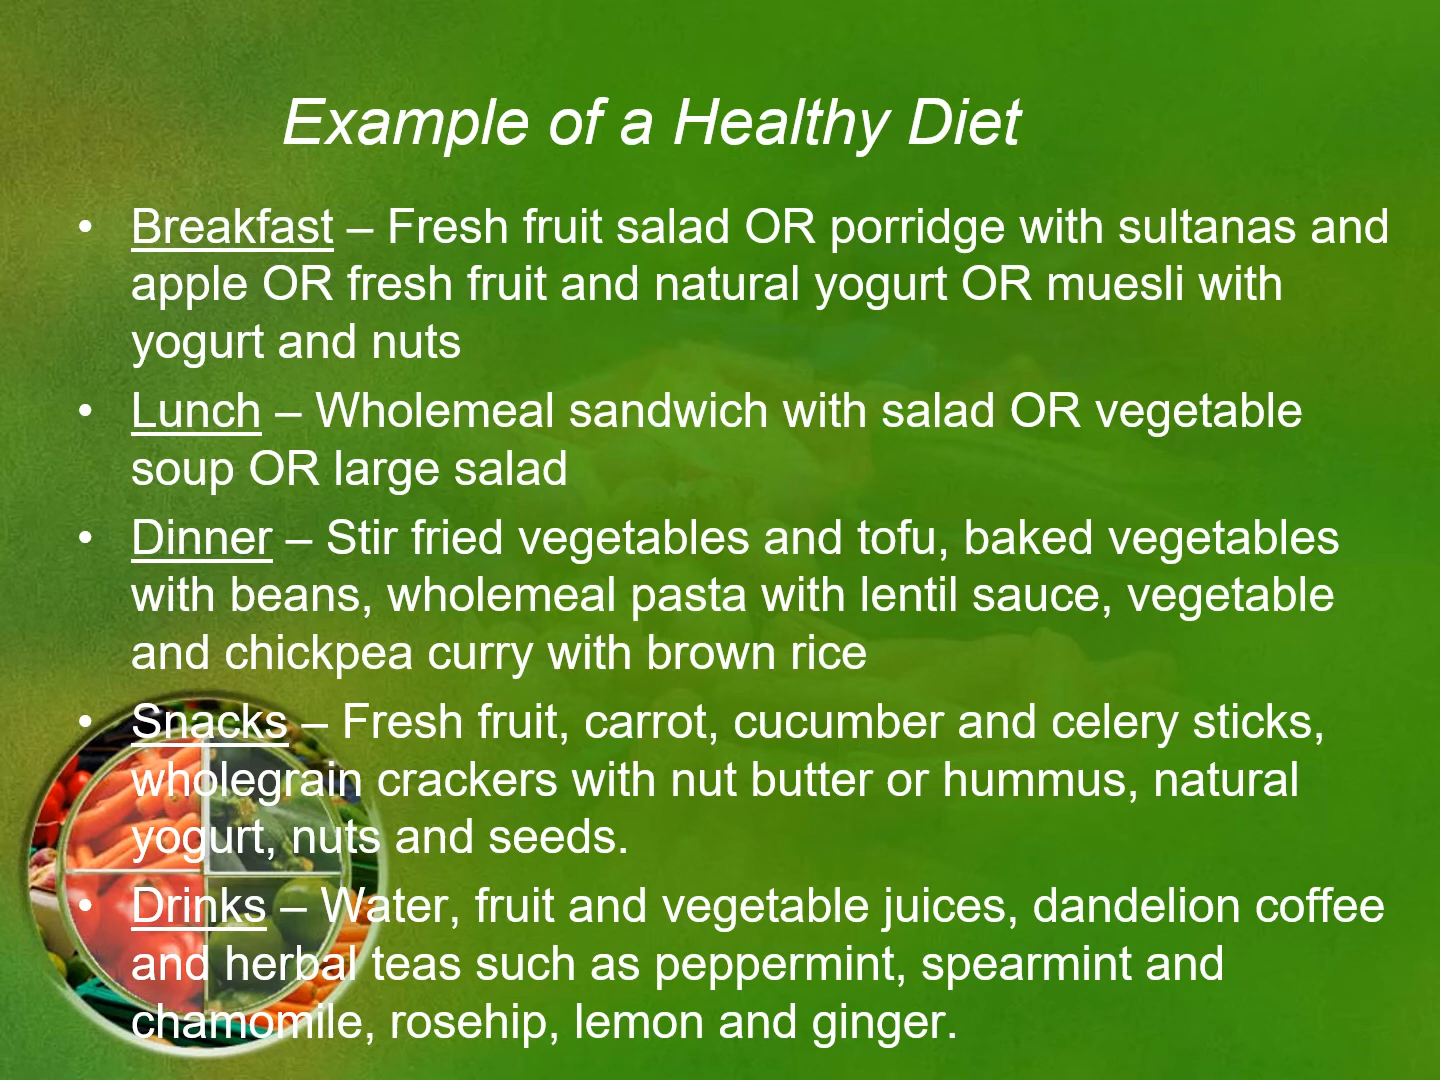 Example of a Healthy Diet
• Breakfast – Fresh fruit salad OR porridge with sultanas and
apple OR fresh fruit and natural yogurt OR muesli with
yogurt and nuts
• Lunch – Wholemeal sandwich with salad OR vegetable
soup OR large salad
• Dinner – Stir fried vegetables and tofu, baked vegetables
with beans, wholemeal pasta with lentil sauce, vegetable
and chickpea curry with brown rice
• Snacks – Fresh fruit, carrot, cucumber and celery sticks,
wholegrain crackers with nut butter or hummus, natural
yogurt, nuts and seeds.
• Drinks – Water, fruit and vegetable juices, dandelion coffee
and herbal teas such as peppermint, spearmint and
chamomile, rosehip, lemon and ginger.